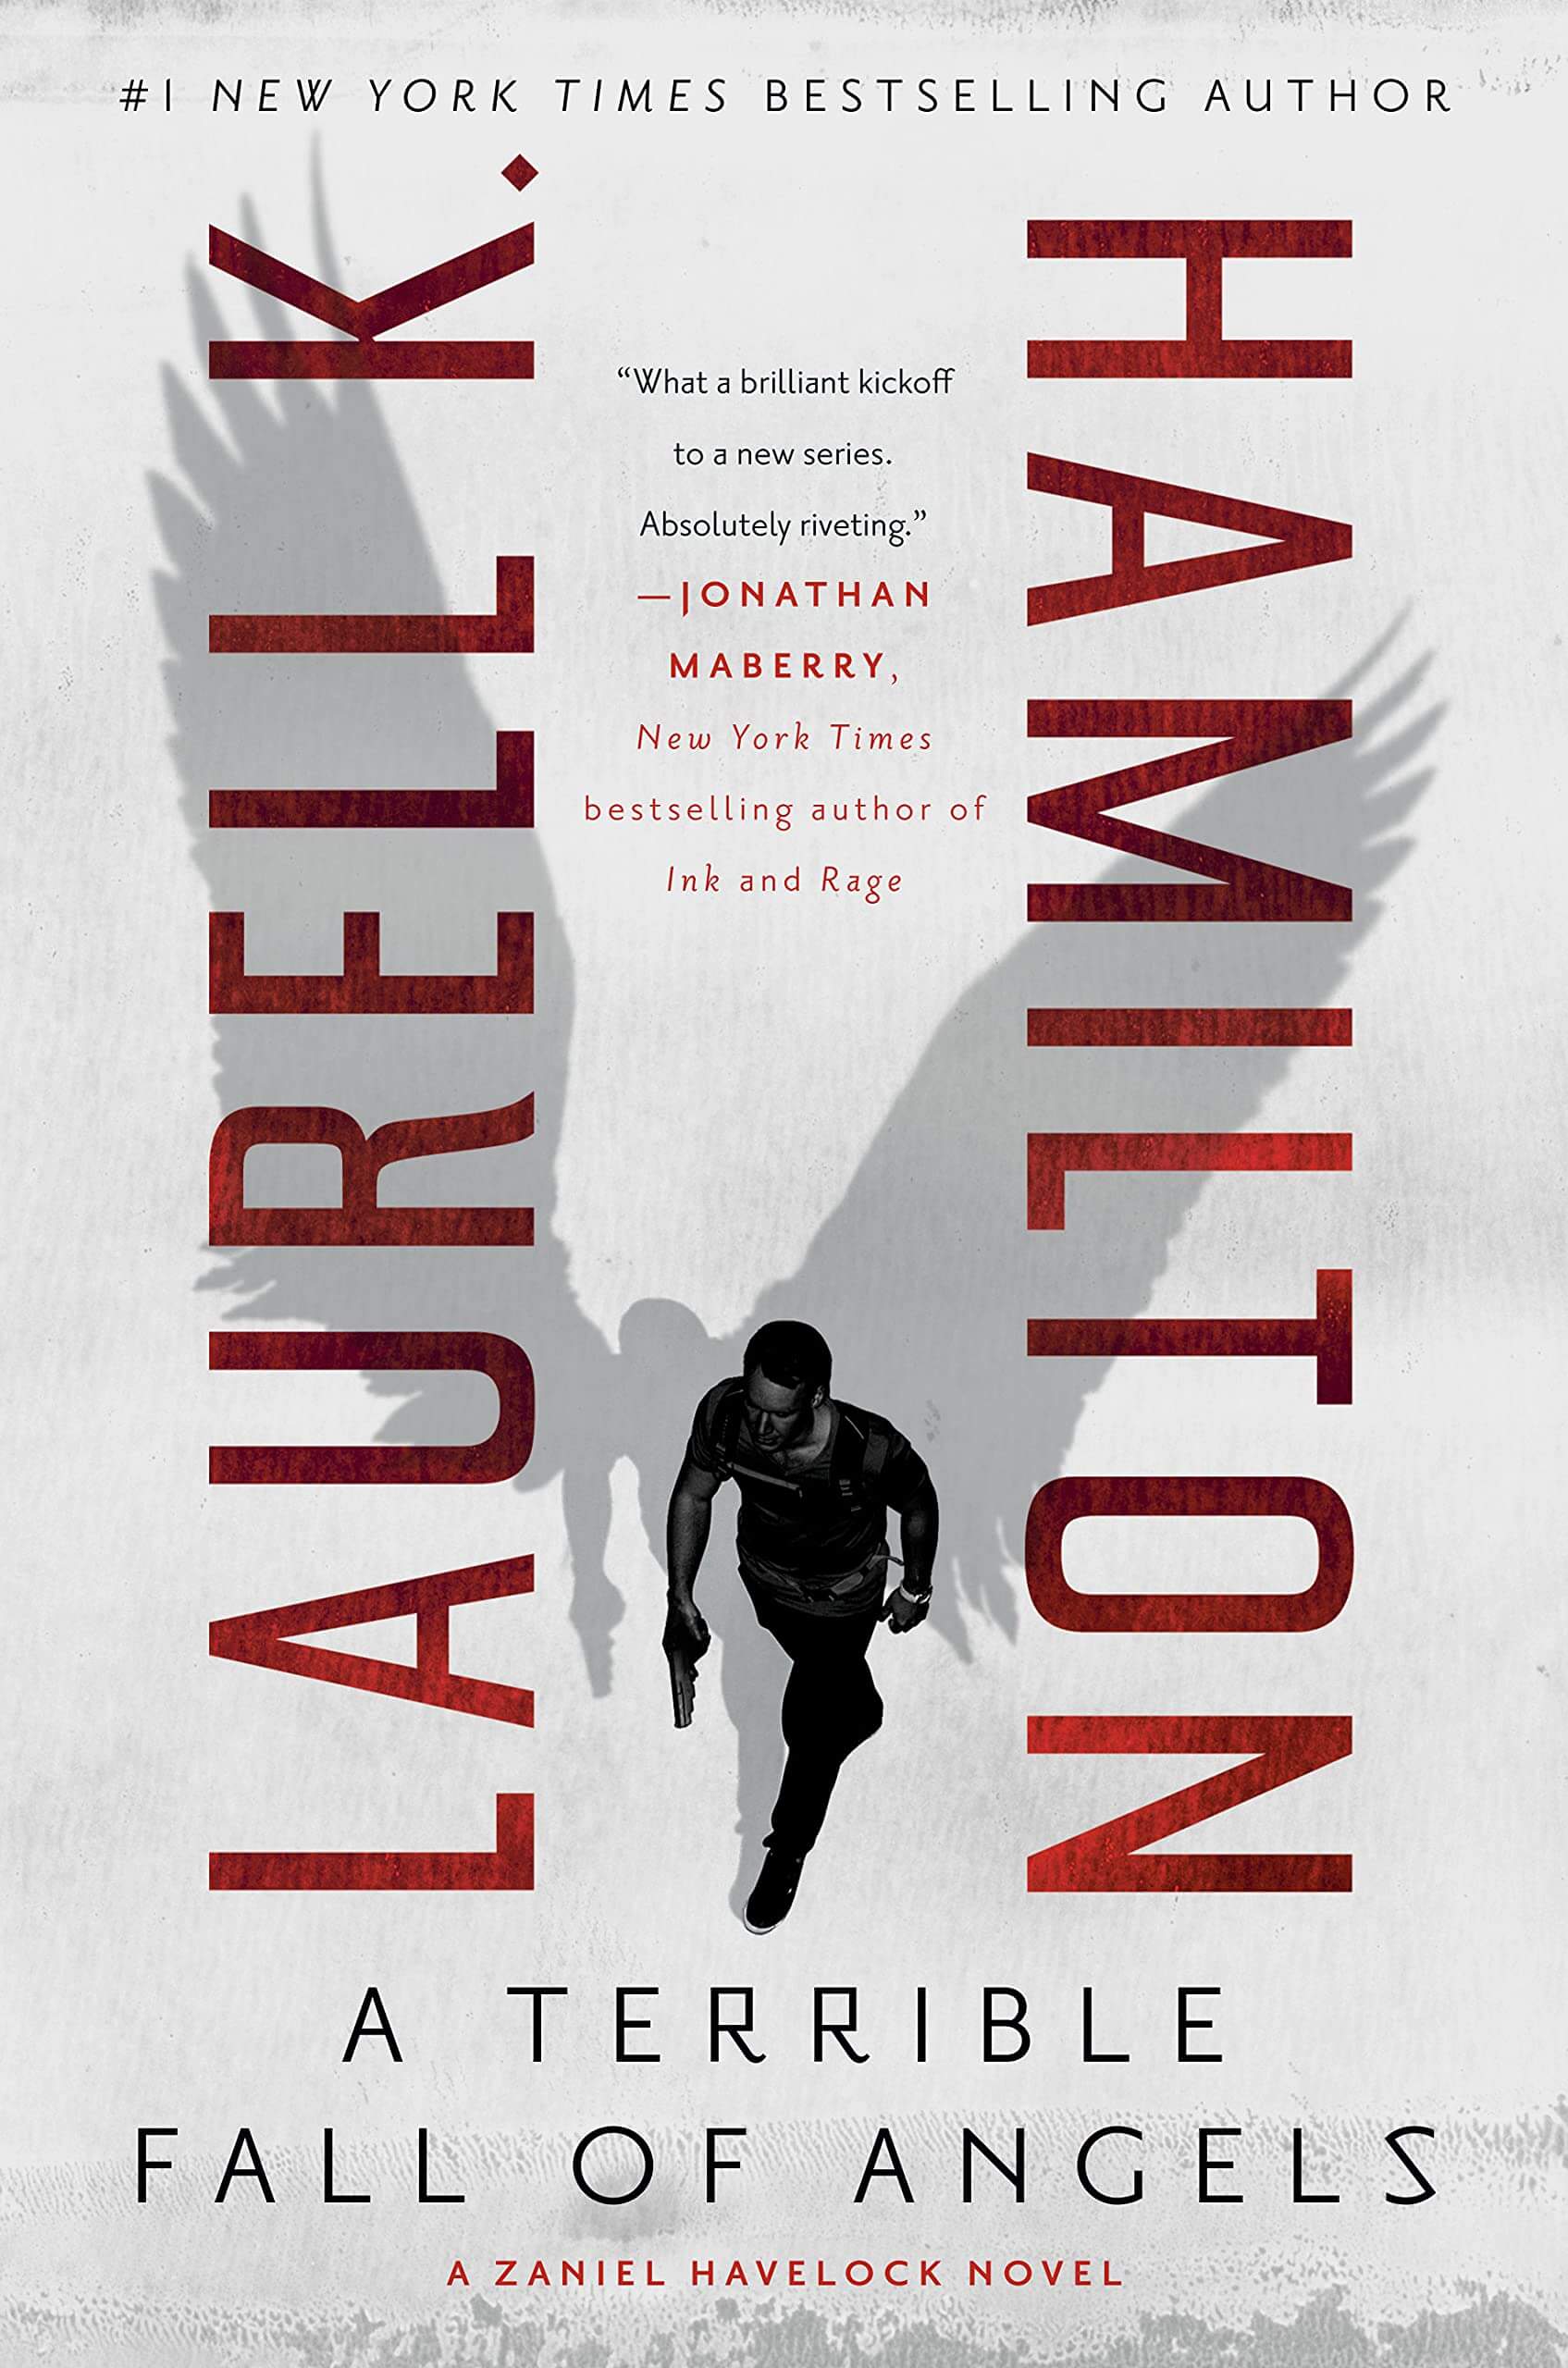 #1 NEW YORK TIMES BESTSELLING AUTHOR
LAURELL K.
HAMILTON
“What a brilliant kickoff
to a new series.
Absolutely riveting.”
—JONATHAN
MABERRY,
New York Times
bestselling author of
Ink and Rage
A TERRIBLE
FALL OF ANGELS
A ZANIEL HAVELOCK NOVEL